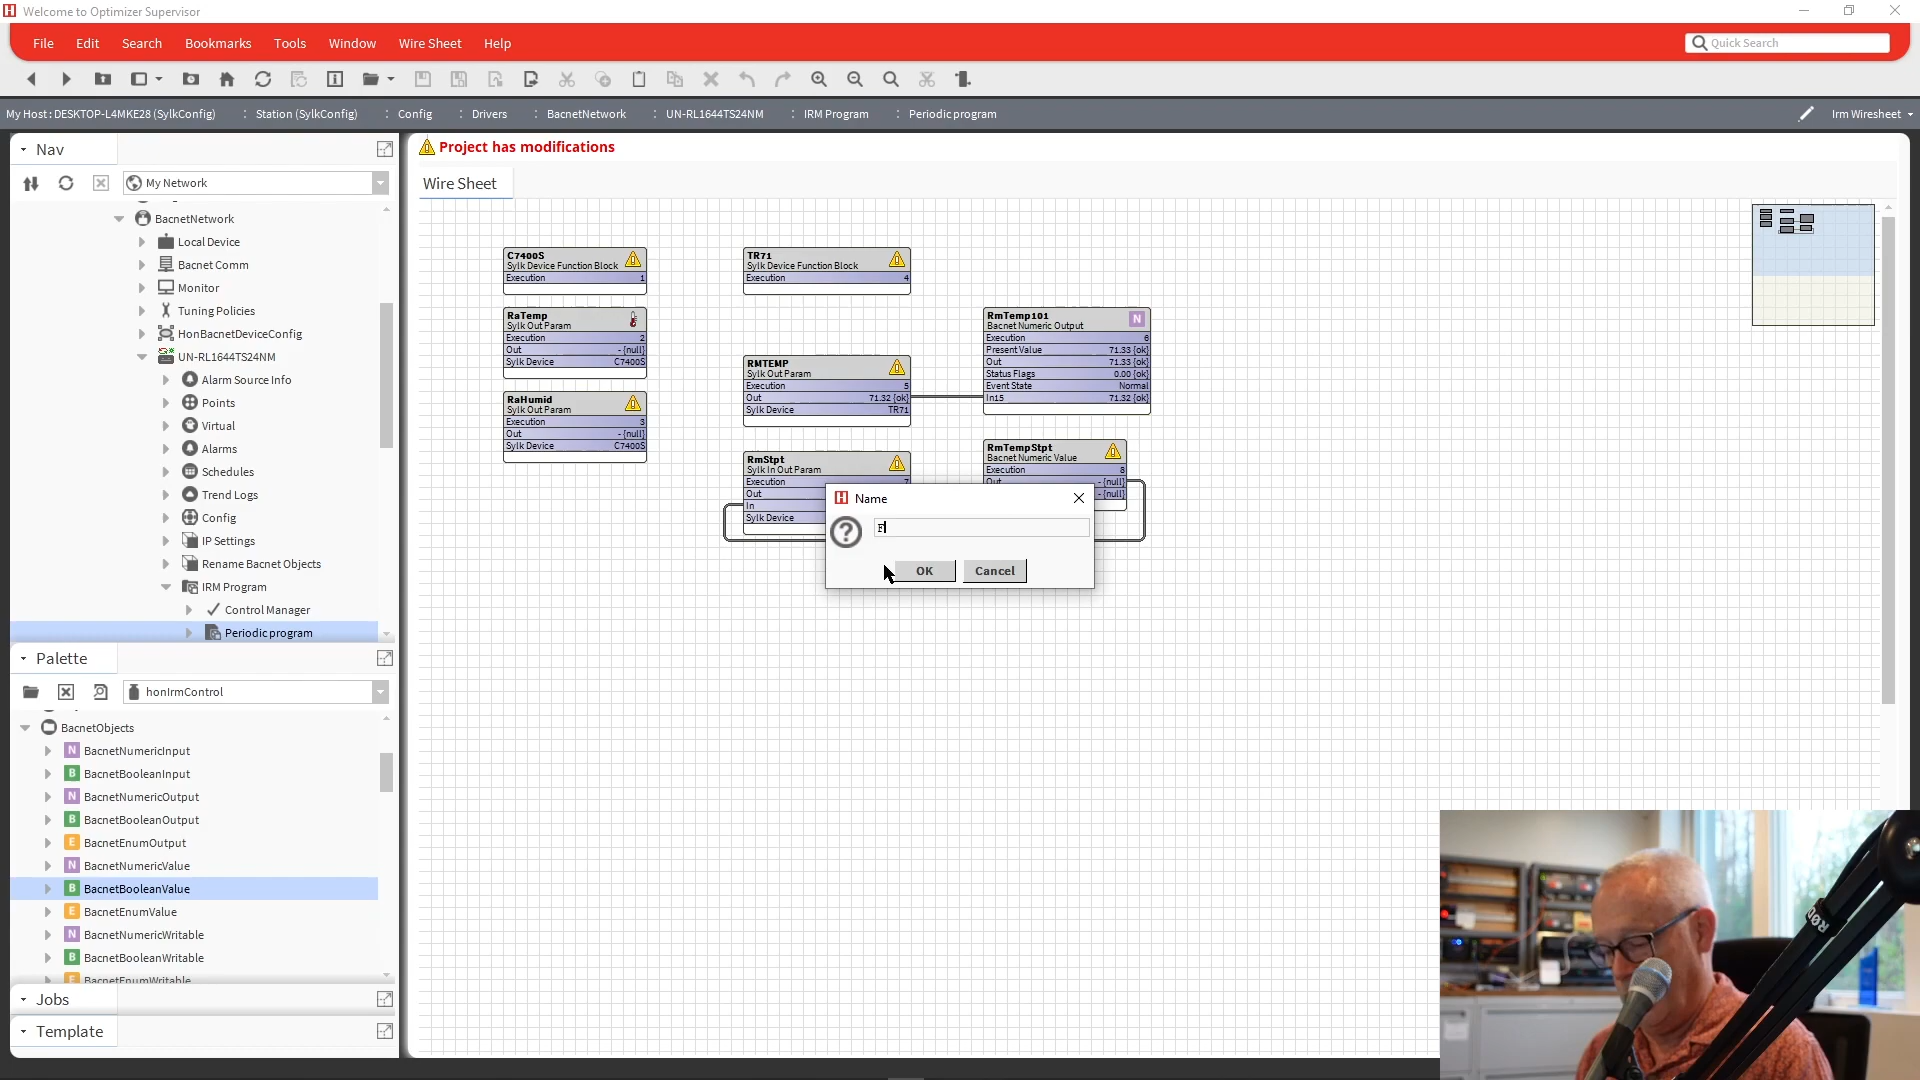 Welcome to Optimizer Supervisor
File Edit Search Bookmarks Tools Window Wire Sheet Help
Quick Search
My Host : DESKTOP-L4MKE28 (SylkConfig) : Station (SylkConfig) : Config : Drivers : BacnetNetwork : UN-RL1644TS24NM : IRM Program : Periodic program
Irm Wiresheet
Nav
My Network
BacnetNetwork
Local Device
Bacnet Comm
Monitor
Tuning Policies
HonBacnetDeviceConfig
UN-RL1644TS24NM
Alarm Source Info
Points
Virtual
Alarms
Schedules
Trend Logs
Config
IP Settings
Rename Bacnet Objects
IRM Program
Control Manager
Periodic program
Palette
honIrmControl
BacnetObjects
N BacnetNumericInput
B BacnetBooleanInput
N BacnetNumericOutput
B BacnetBooleanOutput
E BacnetEnumOutput
N BacnetNumericValue
B BacnetBooleanValue
E BacnetEnumValue
N BacnetNumericWritable
B BacnetBooleanWritable
E BacnetEnumWritable
Jobs
Template
Project has modifications
Wire Sheet
C7400S
Sylk Device Function Block
Execution 1
RaTemp
Sylk Out Param
Execution 2
Out - {null}
Sylk Device C7400S
RaHumid
Sylk Out Param
Execution 3
Out - {null}
Sylk Device C7400S
TR71
Sylk Device Function Block
Execution 4
RMTEMP
Sylk Out Param
Execution 5
Out 71.32 {ok}
Sylk Device TR71
RmStpt
Sylk In Out Param
Execution 7
Out
In
Sylk Device
RmTemp101
Bacnet Numeric Output
N
Execution 6
Present Value 71.33 {ok}
Out 71.33 {ok}
Status Flags 0.00 {ok}
Event State Normal
In15 71.32 {ok}
RmTempStpt
Bacnet Numeric Value
Execution 8
Out - {null}
- {null}
Name
F
OK Cancel
RØDE